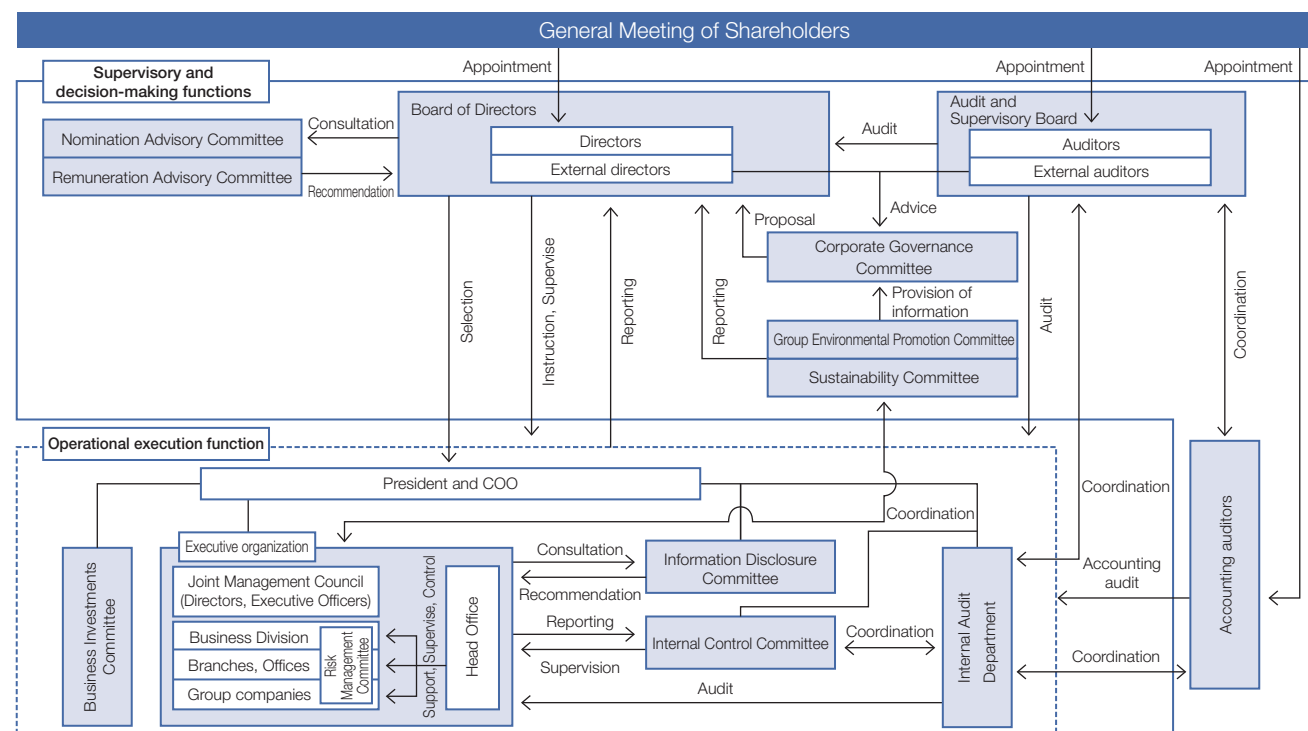 General Meeting of Shareholders
Supervisory and
decision-making functions
Appointment
Appointment
Appointment
Board of Directors
Directors
External directors
Audit and
Supervisory Board
Auditors
External auditors
Audit
Nomination Advisory Committee
Remuneration Advisory Committee
Consultation
Recommendation
Advice
Proposal
Corporate Governance
Committee
Provision of
information
Group Environmental Promotion Committee
Sustainability Committee
Selection
Instruction, Supervise
Reporting
Reporting
Audit
Coordination
Operational execution function
President and COO
Coordination
Coordination
Executive organization
Joint Management Council
(Directors, Executive Officers)
Business Division
Branches, Offices
Group companies
Risk
Management
Committee
Support, Supervise, Control
Head Office
Business Investments
Committee
Consultation
Recommendation
Information Disclosure
Committee
Reporting
Supervision
Internal Control Committee
Coordination
Audit
Internal Audit
Department
Accounting
audit
Coordination
Accounting auditors